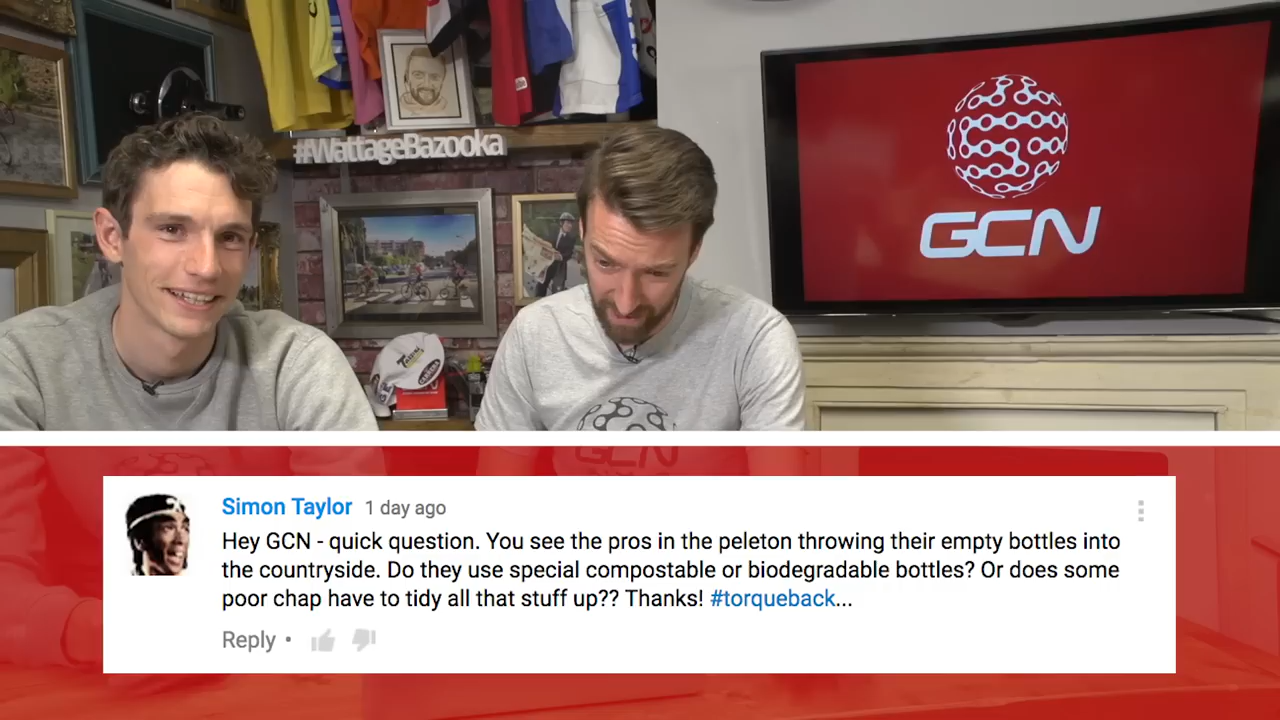 #WattageBazooka
GCN
GCN
Simon Taylor 1 day ago
Hey GCN - quick question. You see the pros in the peleton throwing their empty bottles into
the countryside. Do they use special compostable or biodegradable bottles? Or does some
poor chap have to tidy all that stuff up?? Thanks! #torqueback...
Reply •